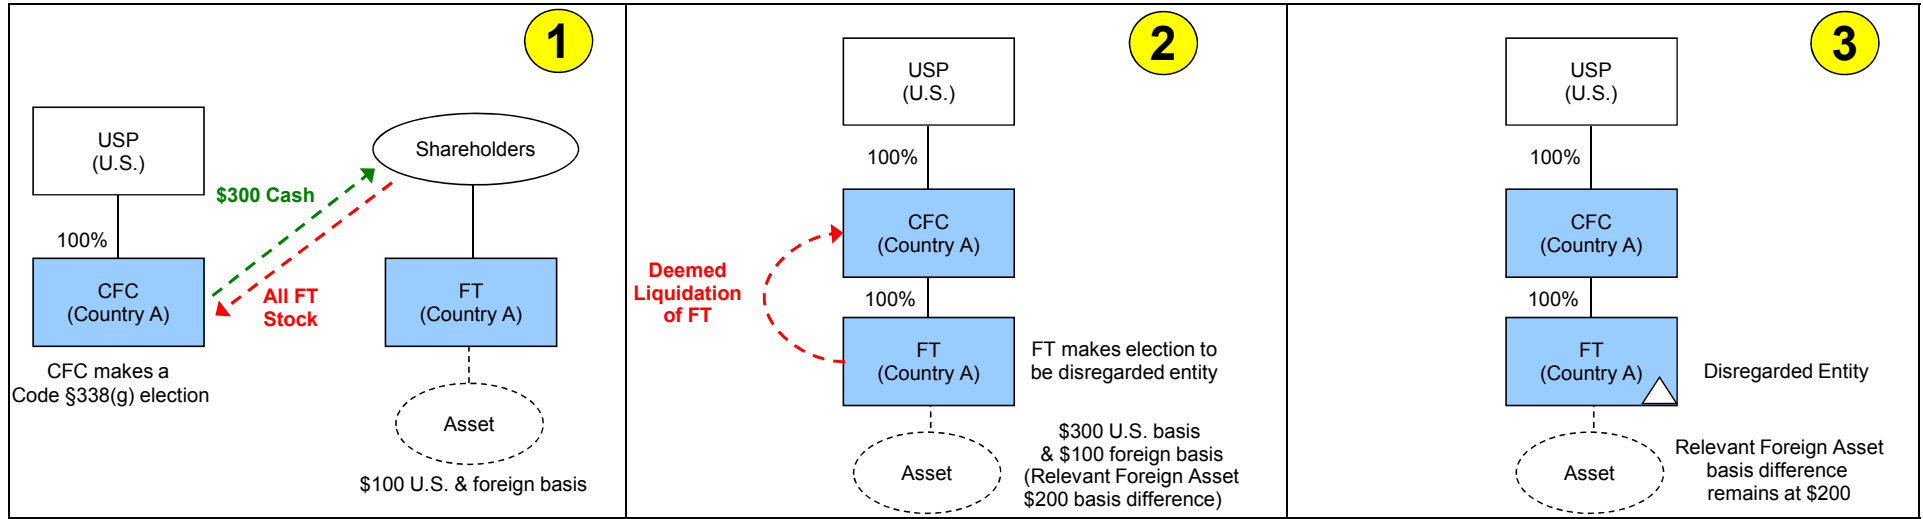 1
USP
(U.S.)
Shareholders
$300 Cash
100%
All FT
Stock
CFC
(Country A)
FT
(Country A)
CFC makes a
Code §338(g) election
Asset
$100 U.S. & foreign basis
2
USP
(U.S.)
100%
CFC
(Country A)
Deemed
Liquidation
of FT
100%
FT
(Country A)
FT makes election to
be disregarded entity
Asset
$300 U.S. basis
& $100 foreign basis
(Relevant Foreign Asset
$200 basis difference)
3
USP
(U.S.)
100%
CFC
(Country A)
100%
FT
(Country A)
Disregarded Entity
Asset
Relevant Foreign Asset
basis difference
remains at $200